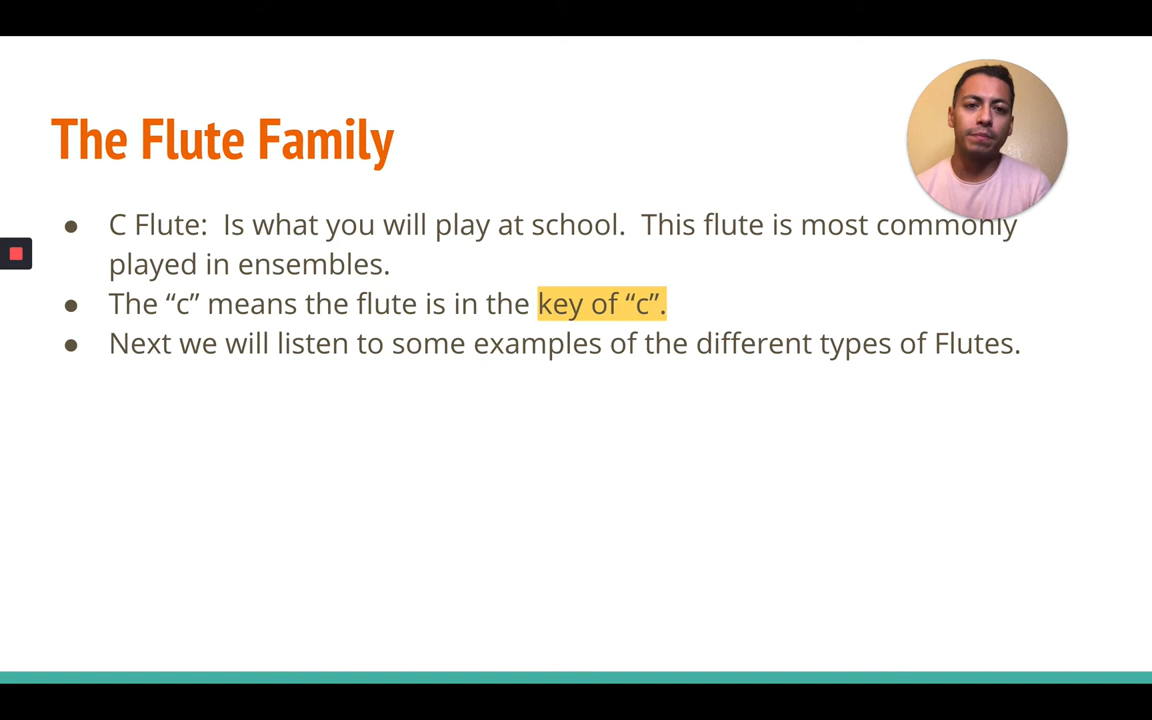 The Flute Family
● C Flute:  Is what you will play at school.  This flute is most commonly
played in ensembles.
● The “c” means the flute is in the key of “c”.
● Next we will listen to some examples of the different types of Flutes.